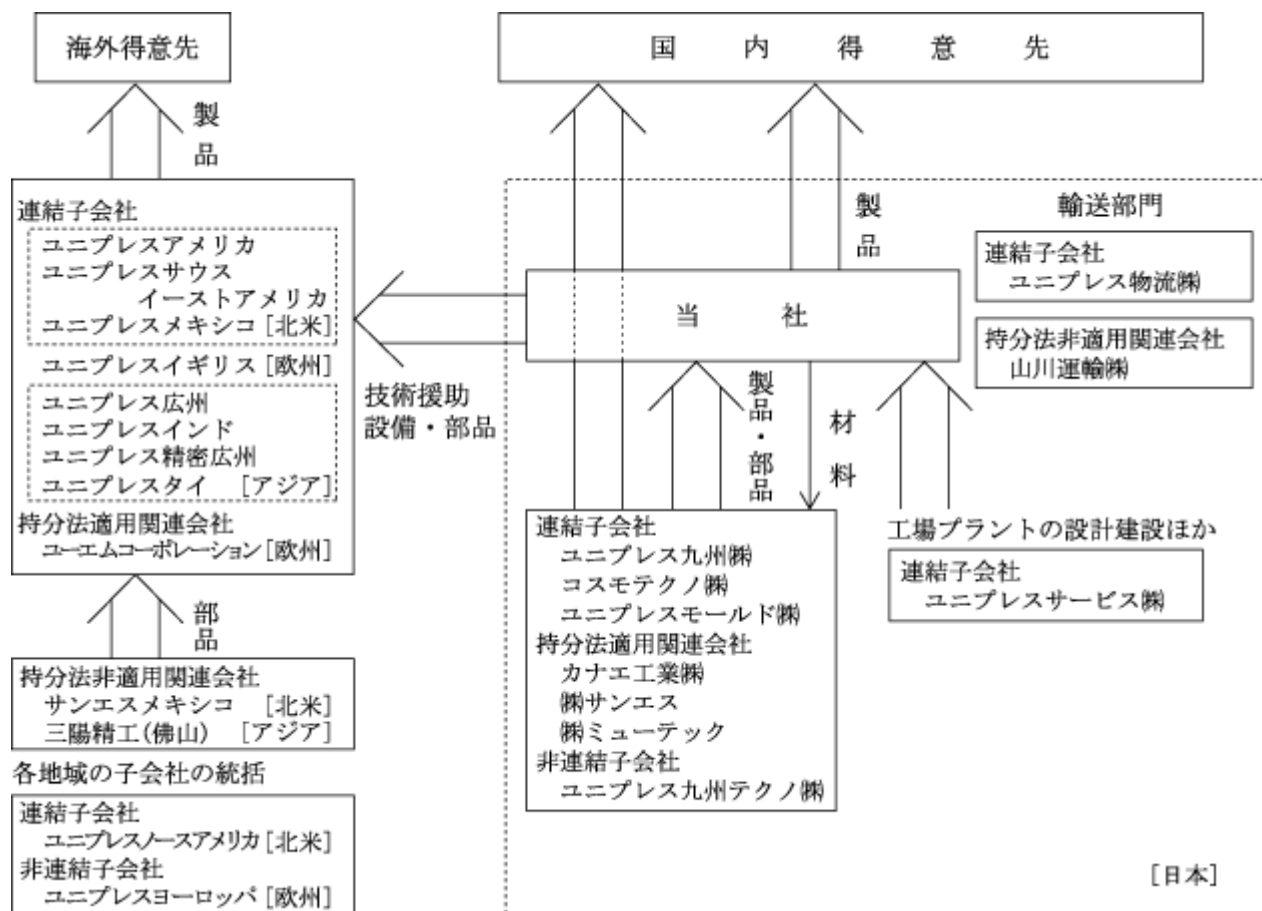 海外得意先
国内得意先
製品
連結子会社
ユニプレスアメリカ
ユニプレスサウス
イーストアメリカ
ユニプレスメキシコ[北米]
ユニプレスイギリス[欧州]
ユニプレス広州
ユニプレスインド
ユニプレス精密広州
ユニプレスタイ [アジア]
持分法適用関連会社
ユーエムコーポレーション[欧州]
部品
持分法非適用関連会社
サンエスメキシコ [北米]
三陽精工(佛山) [アジア]
各地域の子会社の統括
連結子会社
ユニプレスノースアメリカ[北米]
非連結子会社
ユニプレスヨーロッパ[欧州]
技術援助
設備・部品
製品
当社
製品・部品
材料
連結子会社
ユニプレス九州㈱
コスモテクノ㈱
ユニプレスモールド㈱
持分法適用関連会社
カナエ工業㈱
㈱サンエス
㈱ミューテック
非連結子会社
ユニプレス九州テクノ㈱
輸送部門
連結子会社
ユニプレス物流㈱
持分法非適用関連会社
山川運輸㈱
工場プラントの設計建設ほか
連結子会社
ユニプレスサービス㈱
[日本]